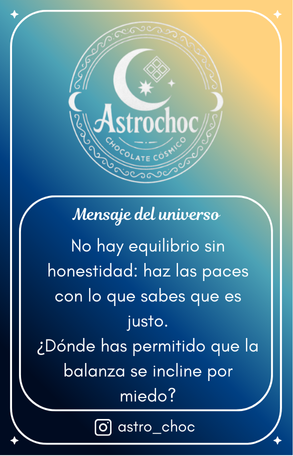 Astrochoc
CHOCOLATE CÓSMICO
Mensaje del universo
No hay equilibrio sin
honestidad: haz las paces
con lo que sabes que es
justo.
¿Dónde has permitido que la
balanza se incline por
miedo?
astro_choc